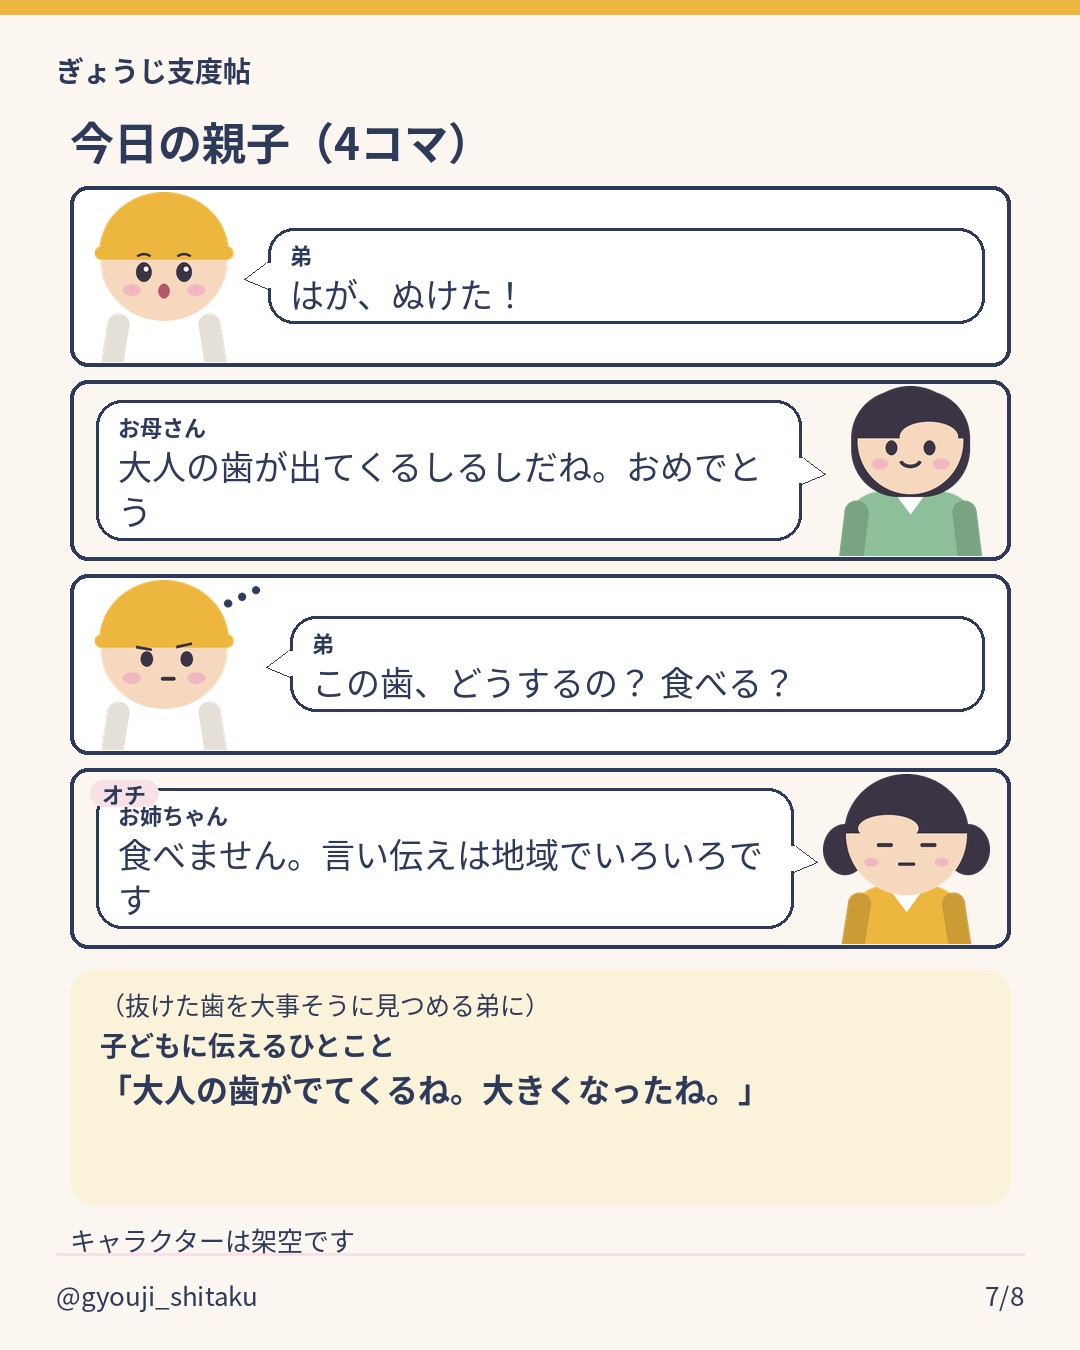 ぎょうじ支度帖
今日の親子（4コマ）
弟
はが、ぬけた！
お母さん
大人の歯が出てくるしるしだね。おめでと
う
弟
この歯、どうするの？ 食べる？
オチ
お姉ちゃん
食べません。言い伝えは地域でいろいろで
す
（抜けた歯を大事そうに見つめる弟に）
子どもに伝えるひとこと
「大人の歯がでてくるね。大きくなったね。」
キャラクターは架空です
@gyouji_shitaku
7/8